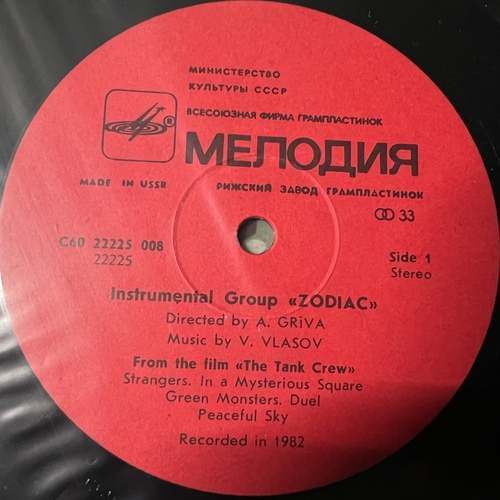 МИНИСТЕРСТВО
КУЛЬТУРЫ СССР
ВСЕСОЮЗНАЯ ФИРМА ГРАМПЛАСТИНОК
МЕЛОДИЯ
MADE IN USSR
РИЖСКИЙ ЗАВОД ГРАМПЛАСТИНОК
33
С60 22225 008
22225
Side 1
Stereo
Instrumental Group «ZODIAC»
Directed by A. GRīVA
Music by V. VLASOV
From the film «The Tank Crew»
Strangers. In a Mysterious Square
Green Monsters. Duel
Peaceful Sky
Recorded in 1982